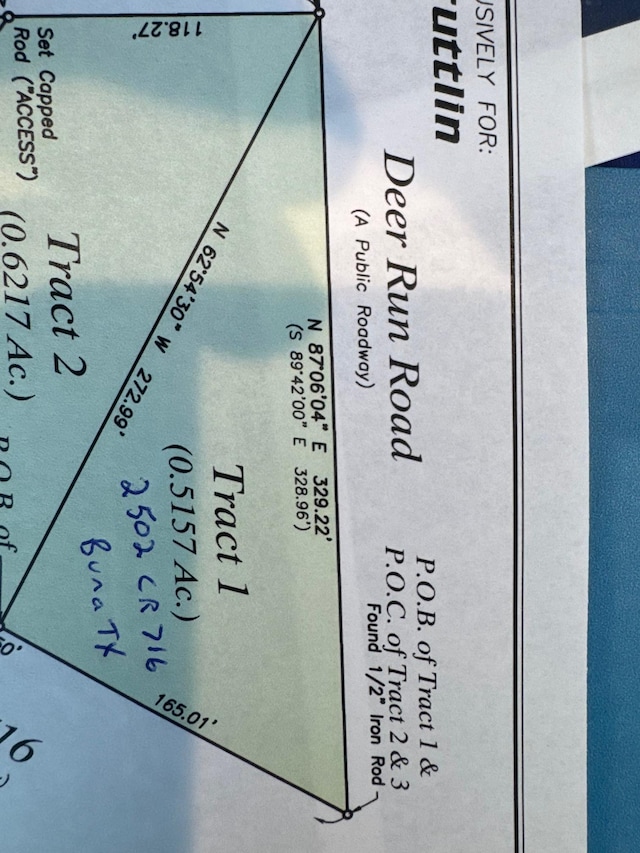 USIVELY FOR:
uttlin
Deer Run Road
(A Public Roadway)
P.O.B. of Tract 1 &
P.O.C. of Tract 2 & 3
Found 1/2" Iron Rod
N 87°06'04" E 329.22'
(S 89°42'00" E 328.96')
118.27'
N 62°54'30" W 272.99'
Tract 1
(0.5157 Ac.)
2502 CR 716
Buna TX
165.01'
Set Capped
Rod ("ACCESS")
Tract 2
(0.6217 Ac.)
P.O.B. of
50'
16